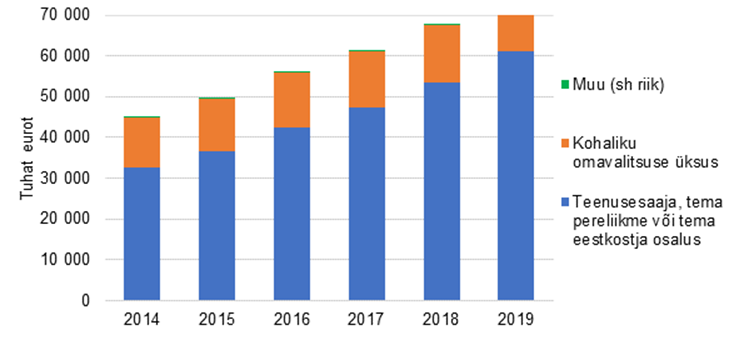 70 000
60 000
50 000
40 000
30 000
20 000
10 000
0
Tuhat eurot
2014
2015
2016
2017
2018
2019
Muu (sh riik)
Kohaliku
omavalitsuse üksus
Teenusesaaja, tema
pereliikme või tema
eestkostja osalus